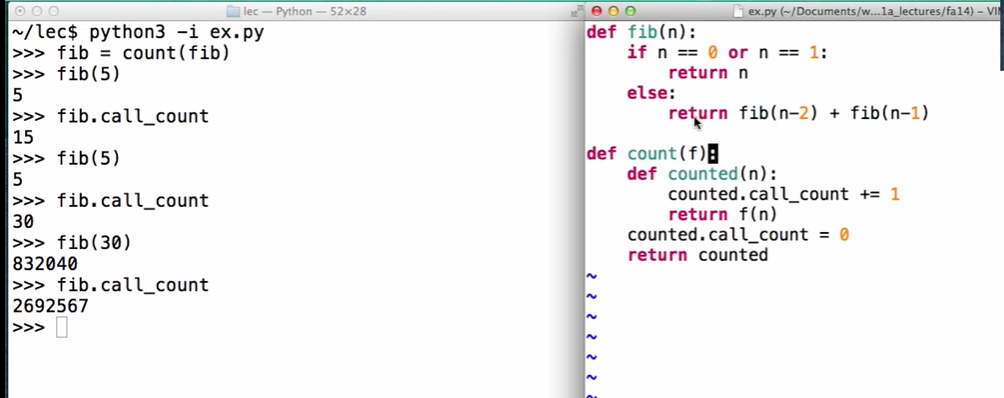 lec — Python — 52×28
~/lec$ python3 -i ex.py
>>> fib = count(fib)
>>> fib(5)
5
>>> fib.call_count
15
>>> fib(5)
5
>>> fib.call_count
30
>>> fib(30)
832040
>>> fib.call_count
2692567
>>>
ex.py (~/Documents/w...1a_lectures/fa14) – VI
def fib(n):
    if n == 0 or n == 1:
        return n
    else:
        return fib(n-2) + fib(n-1)
def count(f):
    def counted(n):
        counted.call_count += 1
        return f(n)
    counted.call_count = 0
    return counted
~
~
~
~
~
~